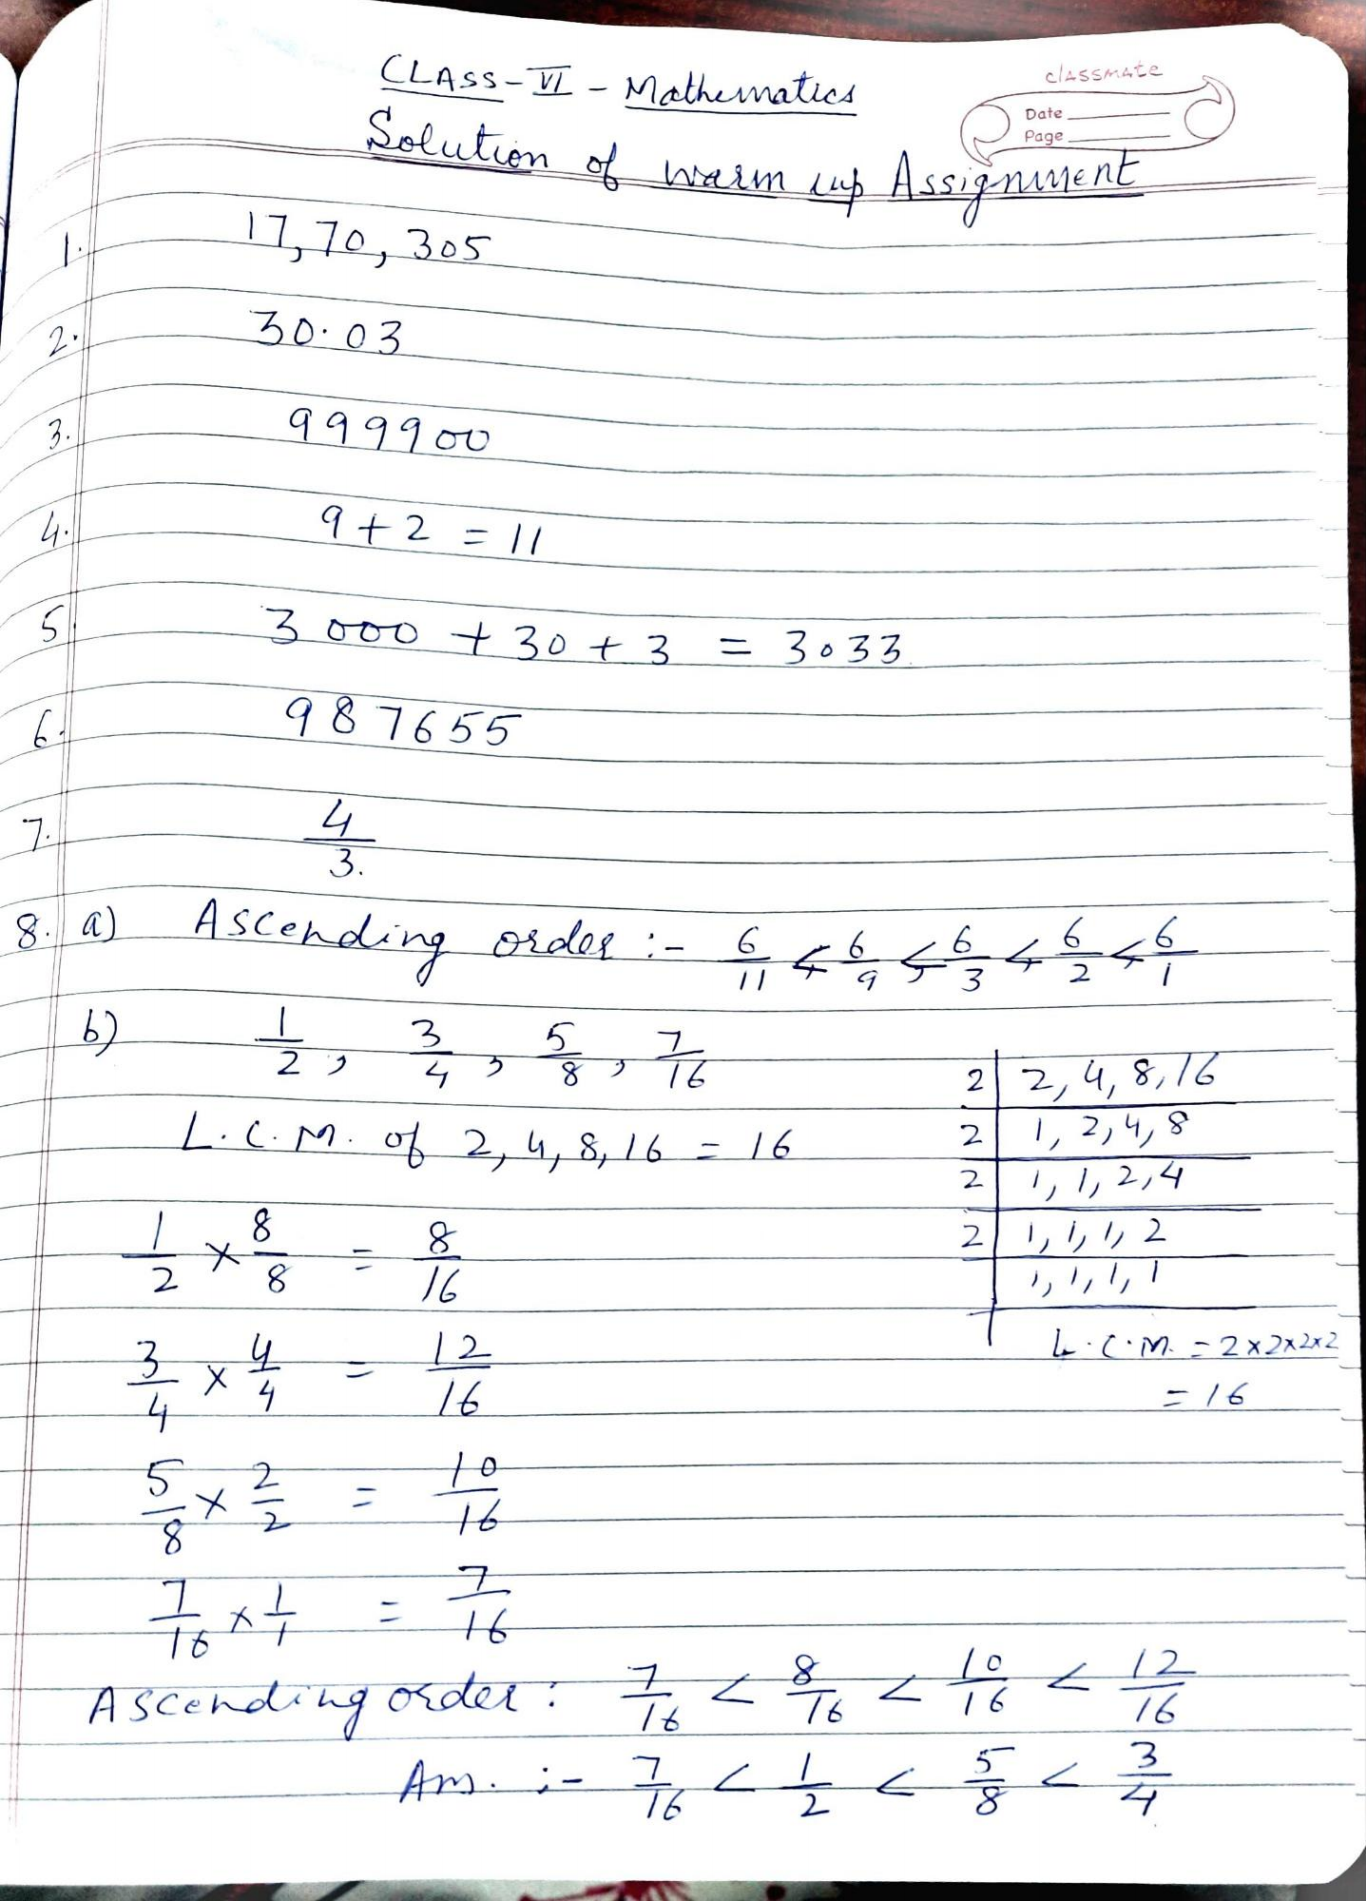 CLASS-VI - Mathematics
classmate
Date
Page
Solution of warm up Assignment
1. 17,70,305
2. 30.03
3. 999900
4. 9+2 = 11
5 3000 + 30 + 3 = 3033
6. 987655
7. 4/3.
8. a) Ascending order :- 6/11 < 6/9 < 6/3 < 6/2 < 6/1
b) 1/2, 3/4, 5/8, 7/16
L.C.M. of 2, 4, 8, 16 = 16
1/2 × 8/8 = 8/16
3/4 × 4/4 = 12/16
5/8 × 2/2 = 10/16
7/16 × 1/1 = 7/16
2 | 2, 4, 8, 16
2 | 1, 2, 4, 8
2 | 1, 1, 2, 4
2 | 1, 1, 1, 2
1, 1, 1, 1
L.C.M. = 2×2×2×2
= 16
Ascending order : 7/16 < 8/16 < 10/16 < 12/16
Ans. :- 7/16 < 1/2 < 5/8 < 3/4